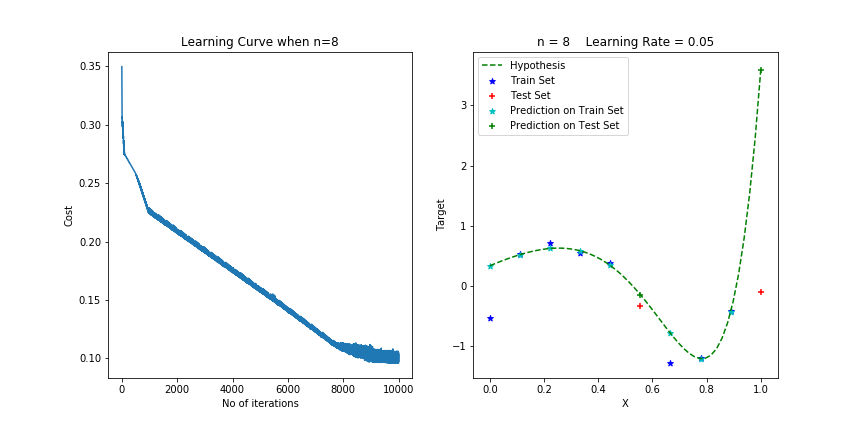 Learning Curve when n=8
0.35
0.30
0.25
0.20
0.15
0.10
Cost
0
2000
4000
6000
8000
10000
No of iterations
n = 8    Learning Rate = 0.05
Hypothesis
Train Set
Test Set
Prediction on Train Set
Prediction on Test Set
3
2
1
0
−1
Target
0.0
0.2
0.4
0.6
0.8
1.0
X